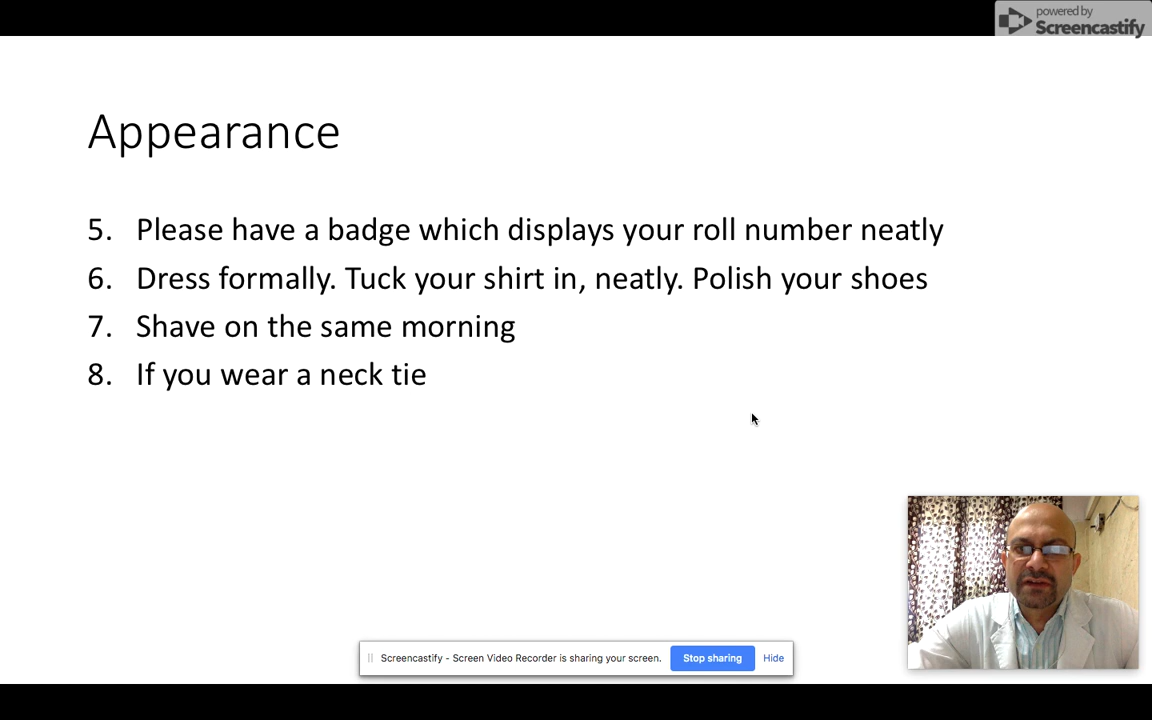 powered by
Screencastify
Appearance
5. Please have a badge which displays your roll number neatly
6. Dress formally. Tuck your shirt in, neatly. Polish your shoes
7. Shave on the same morning
8. If you wear a neck tie
Screencastify - Screen Video Recorder is sharing your screen. Stop sharing Hide